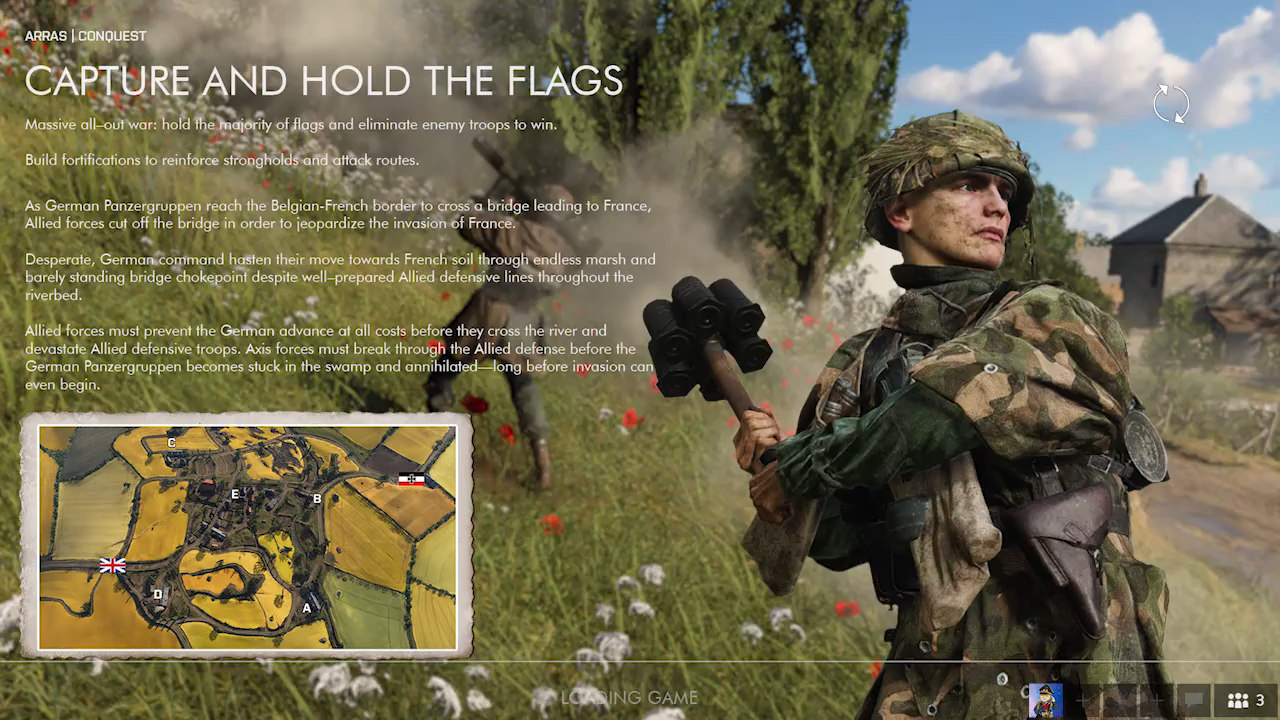 ARRAS | CONQUEST
CAPTURE AND HOLD THE FLAGS
Massive all–out war: hold the majority of flags and eliminate enemy troops to win.
Build fortifications to reinforce strongholds and attack routes.
As German Panzergruppen reach the Belgian-French border to cross a bridge leading to France,
Allied forces cut off the bridge in order to jeopardize the invasion of France.
Desperate, German command hasten their move towards French soil through endless marsh and
barely standing bridge chokepoint despite well–prepared Allied defensive lines throughout the
riverbed.
Allied forces must prevent the German advance at all costs before they cross the river and
devastate Allied defensive troops. Axis forces must break through the Allied defense before the
German Panzergruppen becomes stuck in the swamp and annihilated—long before invasion can
even begin.
C
E
B
D
A
LOADING GAME
3